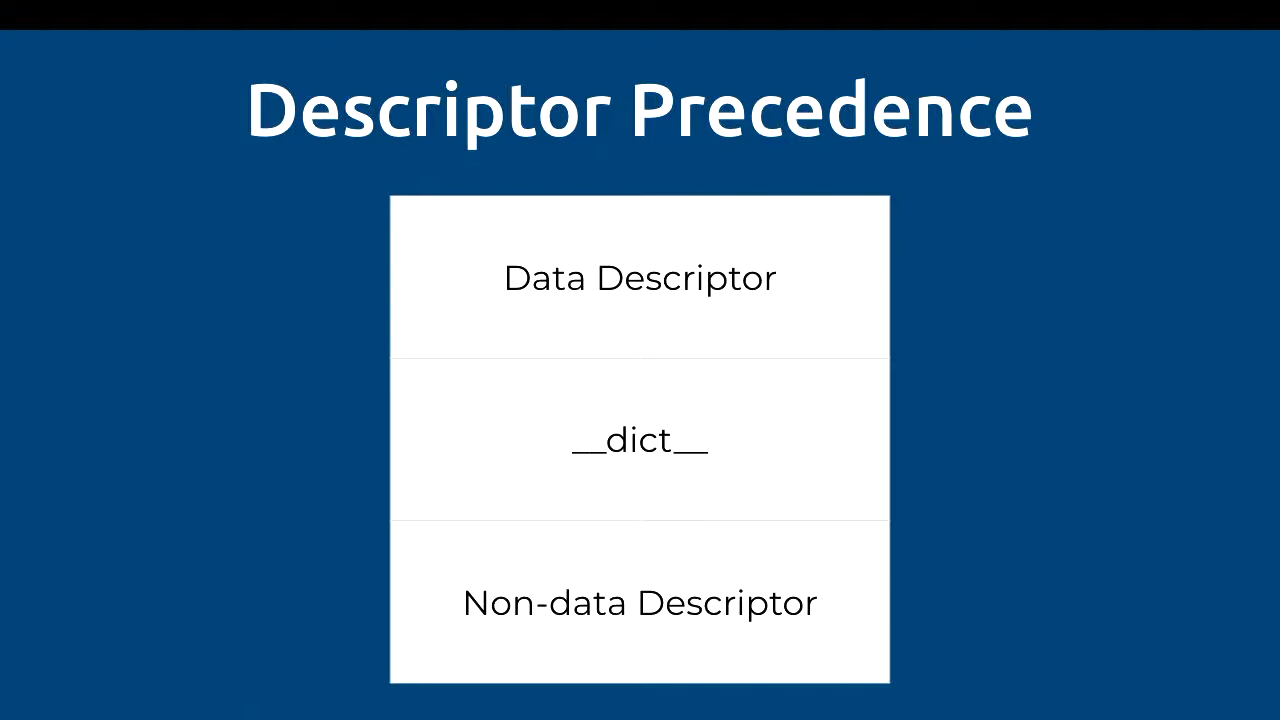 Descriptor Precedence
Data Descriptor
__dict__
Non-data Descriptor